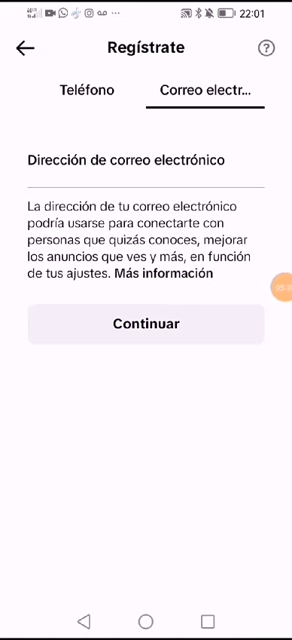 22:01
Regístrate
?
Teléfono
Correo electr...
Dirección de correo electrónico
La dirección de tu correo electrónico
podría usarse para conectarte con
personas que quizás conoces, mejorar
los anuncios que ves y más, en función
de tus ajustes. Más información
Continuar